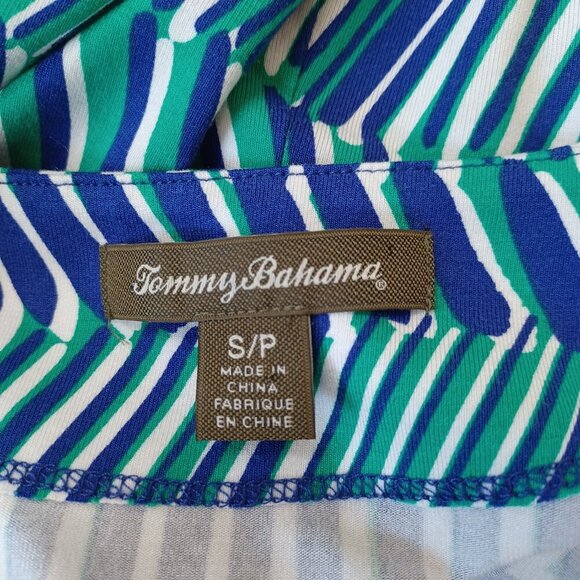 Tommy Bahama®
S/P
MADE IN
CHINA
FABRIQUE
EN CHINE